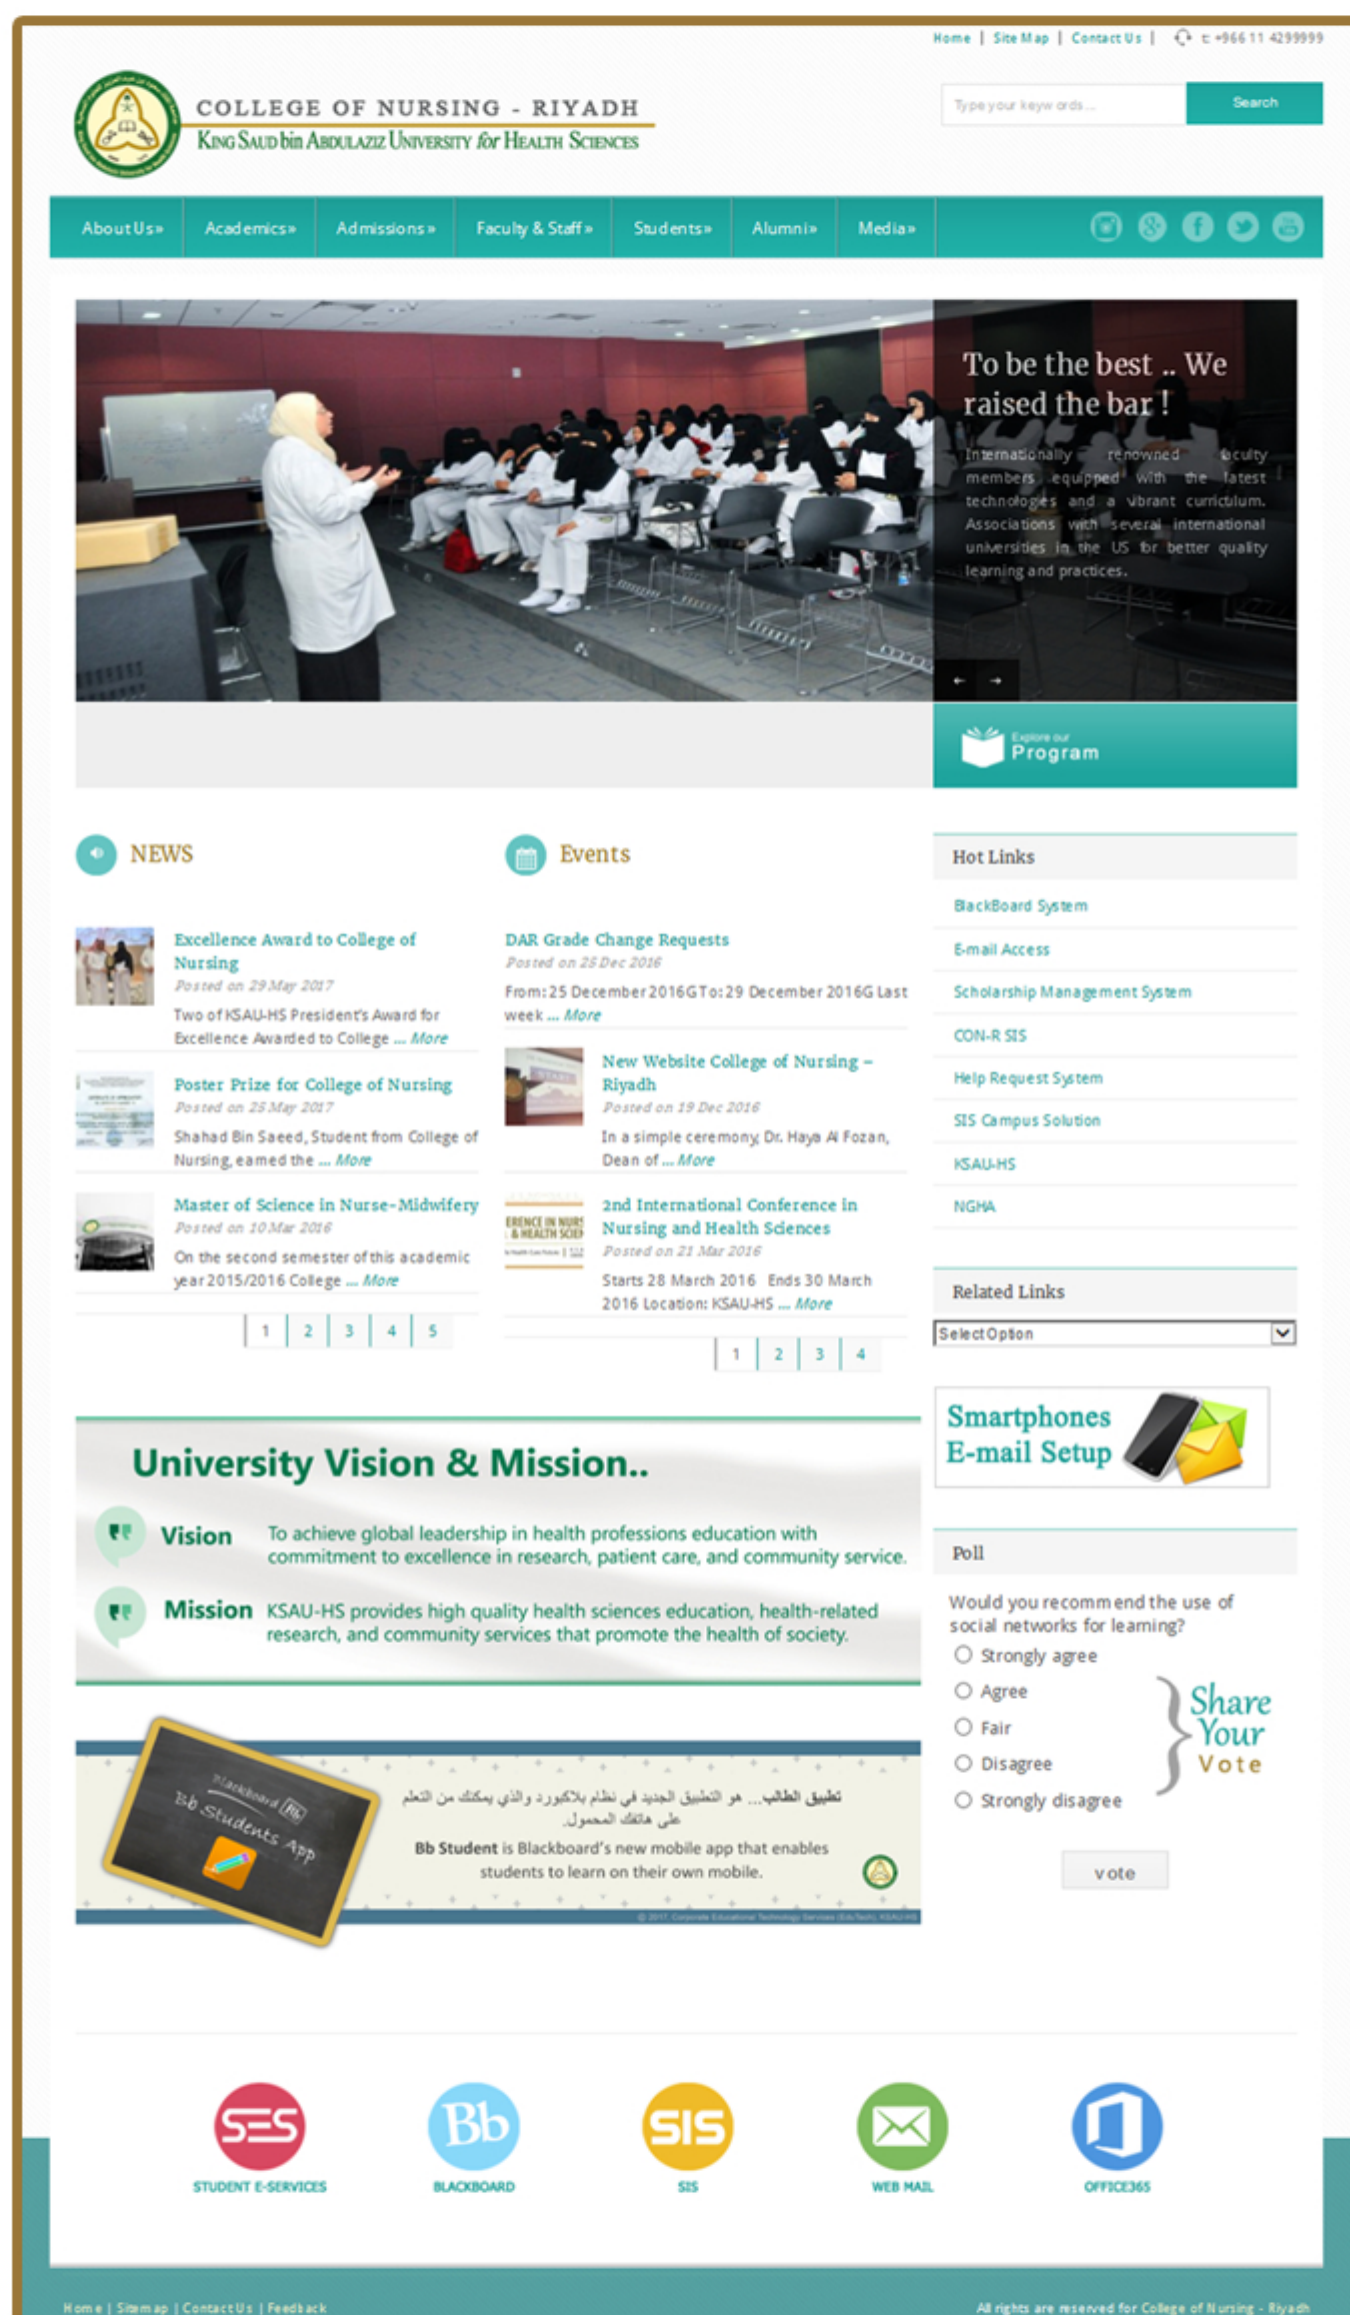 Home | Site Map | Contact Us | t: +966 11 4299999
COLLEGE OF NURSING - RIYADH
KING SAUD bin ABDULAZIZ UNIVERSITY for HEALTH SCIENCES
Type your keywords...
Search
About Us»
Academics»
Admissions»
Faculty & Staff»
Students»
Alumni»
Media»
To be the best .. We
raised the bar !
Internationally renowned faculty
members equipped with the latest
technologies and a vibrant curriculum.
Associations with several international
universities in the US for better quality
learning and practices.
← →
Explore our
Program
NEWS
Excellence Award to College of
Nursing
Posted on 29 May 2017
Two of KSAU-HS President's Award for
Excellence Awarded to College ... More
Poster Prize for College of Nursing
Posted on 25 May 2017
Shahad Bin Saeed, Student from College of
Nursing, earned the ... More
Master of Science in Nurse-Midwifery
Posted on 10 Mar 2016
On the second semester of this academic
year 2015/2016 College ... More
1 2 3 4 5
Events
DAR Grade Change Requests
Posted on 25 Dec 2016
From: 25 December 2016G To: 29 December 2016G Last
week ... More
New Website College of Nursing –
Riyadh
Posted on 19 Dec 2016
In a simple ceremony, Dr. Haya Al Fozan,
Dean of ... More
ERENCE IN NURS
& HEALTH SCIEN
2nd International Conference in
Nursing and Health Sciences
Posted on 21 Mar 2016
Starts 28 March 2016 Ends 30 March
2016 Location: KSAU-HS ... More
1 2 3 4
Hot Links
BlackBoard System
E-mail Access
Scholarship Management System
CON-R SIS
Help Request System
SIS Campus Solution
KSAU-HS
NGHA
Related Links
Select Option
Smartphones
E-mail Setup
Poll
Would you recommend the use of
social networks for learning?
Strongly agree
Agree
Fair
Disagree
Strongly disagree
Share
Your
Vote
vote
University Vision & Mission..
Vision
To achieve global leadership in health professions education with
commitment to excellence in research, patient care, and community service.
Mission
KSAU-HS provides high quality health sciences education, health-related
research, and community services that promote the health of society.
Blackboard Bb
Bb Students App
تطبيق الطالب... هو التطبيق الجديد في نظام بلاكبورد والذي يمكنك من التعلم
على هاتفك المحمول.
Bb Student is Blackboard's new mobile app that enables
students to learn on their own mobile.
© 2017, Corporate Educational Technology Services (EduTech), KSAU-HS
SES
STUDENT E-SERVICES
Bb
BLACKBOARD
SIS
SIS
WEB MAIL
OFFICE365
Home | Sitemap | Contact Us | Feedback
All rights are reserved for College of Nursing - Riyadh